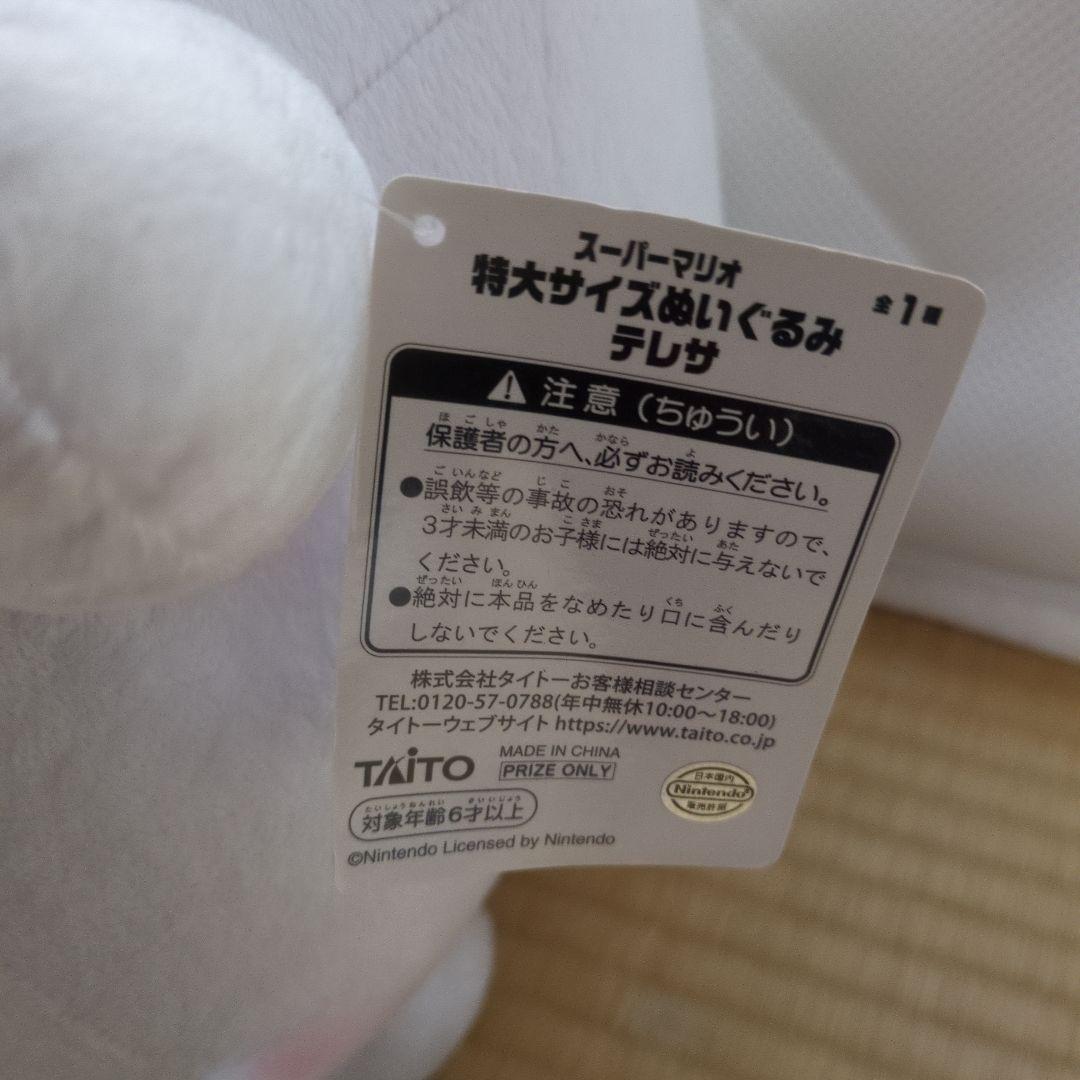 スーパーマリオ
特大サイズぬいぐるみ
テレサ
全1種
注意(ちゅうい)
保護者の方へ、必ずお読みください。
●誤飲等の事故の恐れがありますので、
3才未満のお子様には絶対に与えないで
ください。
●絶対に本品をなめたり口に含んだり
しないでください。
株式会社タイトーお客様相談センター
TEL:0120-57-0788(年中無休10:00～18:00)
タイトーウェブサイト https://www.taito.co.jp
TAITO
MADE IN CHINA
PRIZE ONLY
対象年齢6才以上
日本国内
Nintendo
販売許諾
©Nintendo Licensed by Nintendo